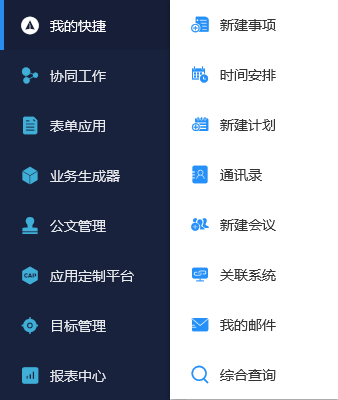 我的快捷
协同工作
表单应用
业务生成器
公文管理
CAP
应用定制平台
目标管理
报表中心
新建事项
时间安排
新建计划
通讯录
新建会议
关联系统
我的邮件
综合查询